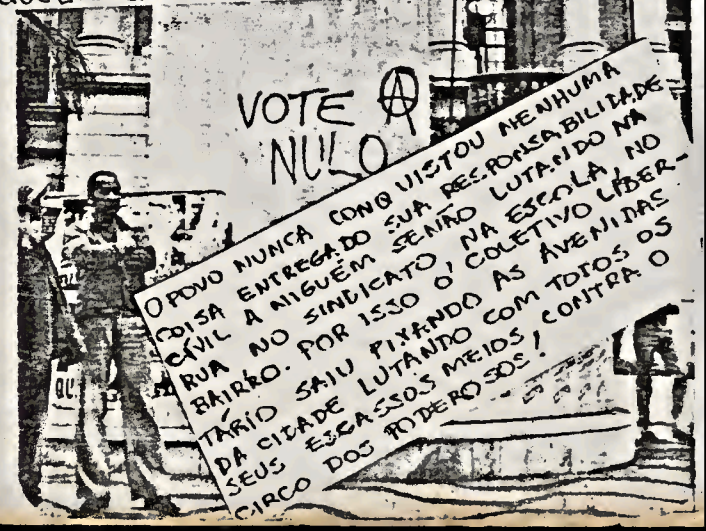 VOTE Ⓐ
NULO
O POVO NUNCA CONQUISTOU NENHUMA
COISA ENTREGADO SUA RESPONSABILIDADE
CÍVIL A NIGUÉM SENÃO LUTANDO NA
RUA NO SINDICATO, NA ESCOLA, NO
BAIRRO. POR ISSO O COLETIVO LIBER-
TÁRIO SAIU PIXANDO AS AVENIDAS
DA CIDADE LUTANDO COM TOTOS OS
SEUS ESCASSOS MEIOS, CONTRA O
CIRCO DOS PODEROSOS!